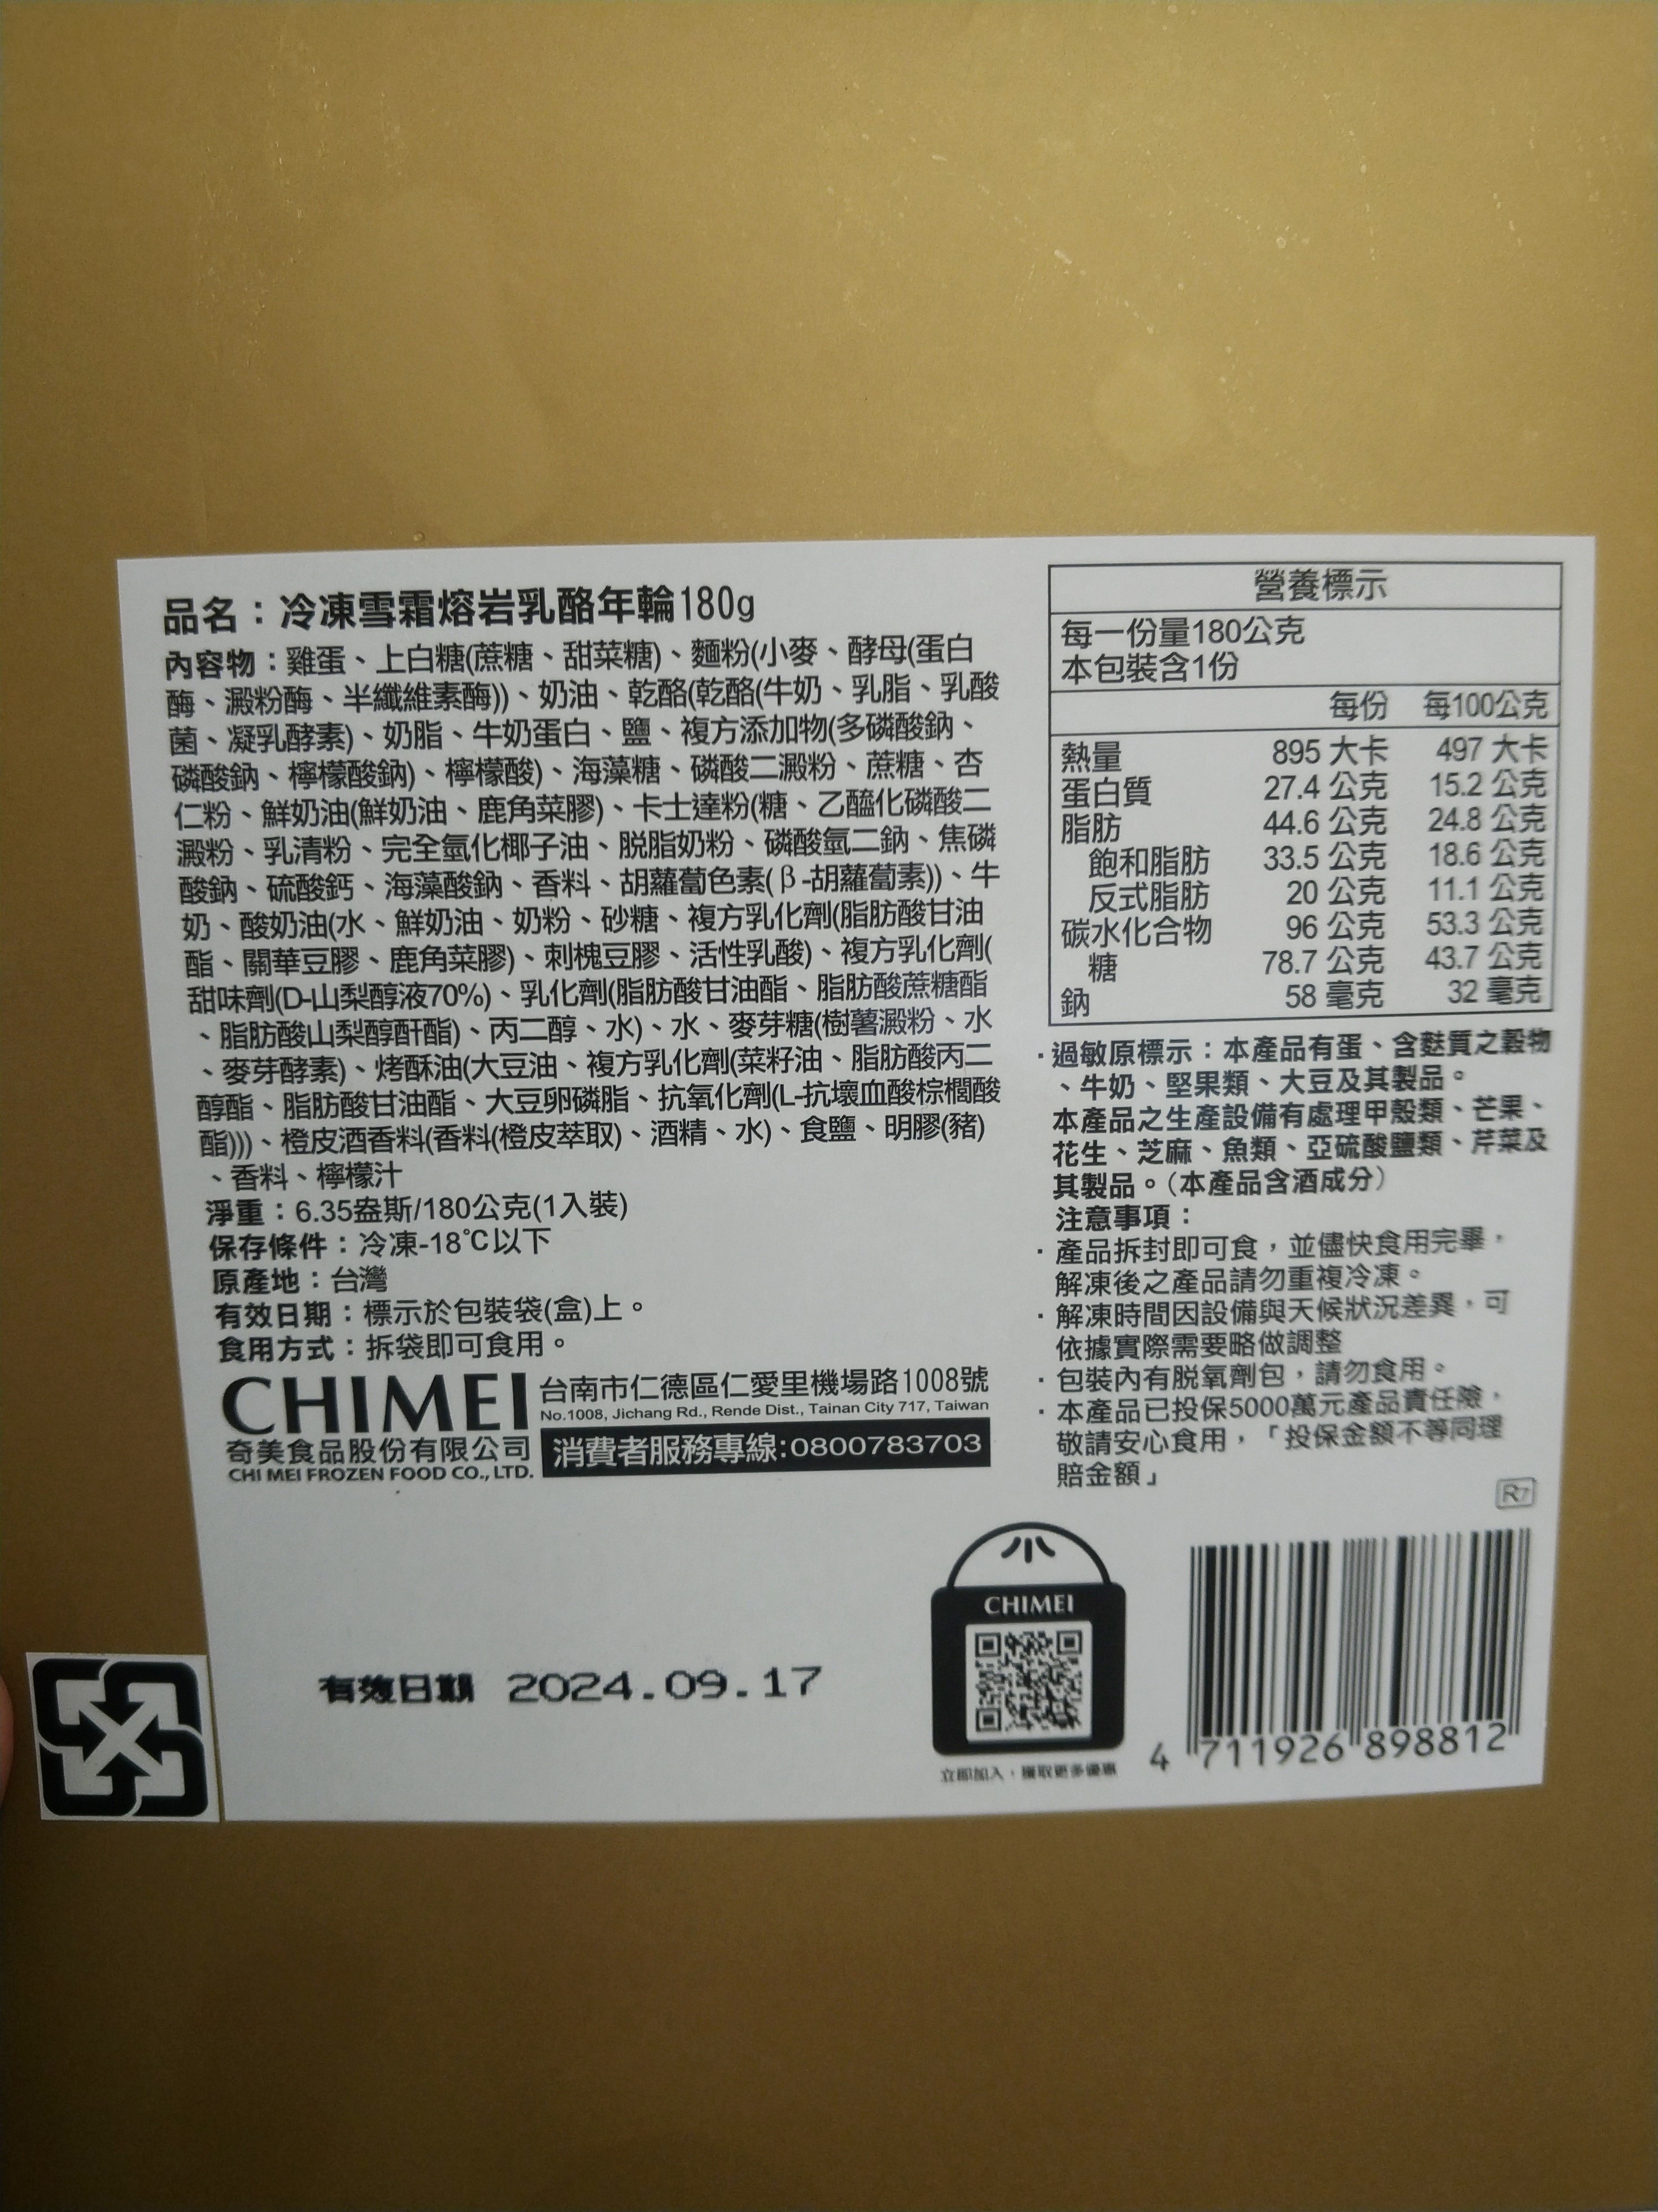 品名：冷凍雪霜熔岩乳酪年輪180g
內容物：雞蛋、上白糖(蔗糖、甜菜糖)、麵粉(小麥、酵母(蛋白
酶、澱粉酶、半纖維素酶))、奶油、乾酪(乾酪(牛奶、乳脂、乳酸
菌、凝乳酵素)、奶脂、牛奶蛋白、鹽、複方添加物(多磷酸鈉、
磷酸鈉、檸檬酸鈉)、檸檬酸)、海藻糖、磷酸二澱粉、蔗糖、杏
仁粉、鮮奶油(鮮奶油、鹿角菜膠)、卡士達粉(糖、乙醯化磷酸二
澱粉、乳清粉、完全氫化椰子油、脫脂奶粉、磷酸氫二鈉、焦磷
酸鈉、硫酸鈣、海藻酸鈉、香料、胡蘿蔔色素(β-胡蘿蔔素))、牛
奶、酸奶油(水、鮮奶油、奶粉、砂糖、複方乳化劑(脂肪酸甘油
酯、關華豆膠、鹿角菜膠)、刺槐豆膠、活性乳酸)、複方乳化劑(
甜味劑(D-山梨醇液70%)、乳化劑(脂肪酸甘油酯、脂肪酸蔗糖酯
、脂肪酸山梨醇酐酯)、丙二醇、水)、水、麥芽糖(樹薯澱粉、水
、麥芽酵素)、烤酥油(大豆油、複方乳化劑(菜籽油、脂肪酸丙二
醇酯、脂肪酸甘油酯、大豆卵磷脂、抗氧化劑(L-抗壞血酸棕櫚酸
酯)))、橙皮酒香料(香料(橙皮萃取)、酒精、水)、食鹽、明膠(豬)
、香料、檸檬汁
淨重：6.35盎斯/180公克(1入裝)
保存條件：冷凍-18℃以下
原產地：台灣
有效日期：標示於包裝袋(盒)上。
食用方式：拆袋即可食用。
CHIMEI
奇美食品股份有限公司
CHI MEI FROZEN FOOD CO., LTD.
台南市仁德區仁愛里機場路1008號
No.1008, Jichang Rd., Rende Dist., Tainan City 717, Taiwan
消費者服務專線:0800783703
營養標示
每一份量180公克
本包裝含1份
每份 每100公克
熱量 895 大卡 497 大卡
蛋白質 27.4 公克 15.2 公克
脂肪 44.6 公克 24.8 公克
飽和脂肪 33.5 公克 18.6 公克
反式脂肪 20 公克 11.1 公克
碳水化合物 96 公克 53.3 公克
糖 78.7 公克 43.7 公克
鈉 58 毫克 32 毫克
·過敏原標示：本產品有蛋、含麩質之穀物
、牛奶、堅果類、大豆及其製品。
本產品之生產設備有處理甲殼類、芒果、
花生、芝麻、魚類、亞硫酸鹽類、芹菜及
其製品。(本產品含酒成分)
注意事項：
·產品拆封即可食，並儘快食用完畢，
解凍後之產品請勿重複冷凍。
·解凍時間因設備與天候狀況差異，可
依據實際需要略做調整
·包裝內有脫氧劑包，請勿食用。
·本產品已投保5000萬元產品責任險，
敬請安心食用，「投保金額不等同理
賠金額」
R7
有效日期 2024.09.17
CHIMEI
立即加入，獲取更多優惠
4 711926 898812